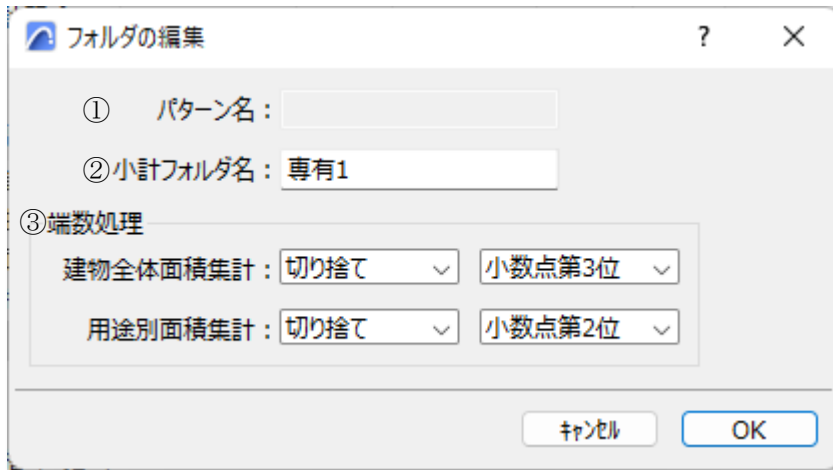 フォルダの編集 ? ×
① パターン名：
②小計フォルダ名： 専有1
③端数処理
建物全体面積集計： 切り捨て 小数点第3位
用途別面積集計： 切り捨て 小数点第2位
ｷｬﾝｾﾙ OK